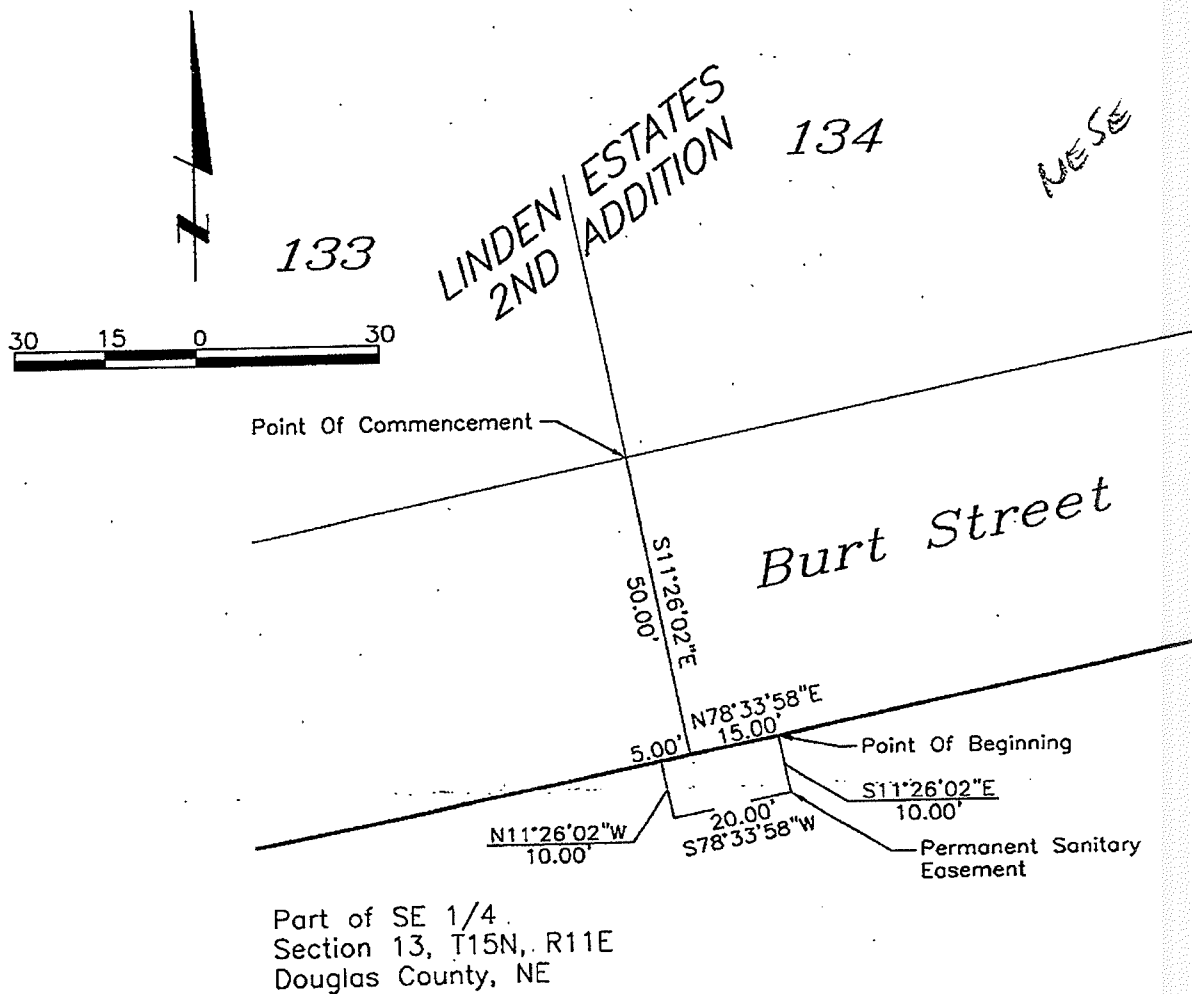 LINDEN ESTATES
2ND ADDITION
134
NESE
133
N
30 15 0 30
Point Of Commencement
Burt Street
S11°26'02"E
50.00'
N78°33'58"E
15.00'
5.00'
Point Of Beginning
S11°26'02"E
10.00'
20.00'
S78°33'58"W
N11°26'02"W
10.00'
Permanent Sanitary
Easement
Part of SE 1/4
Section 13, T15N, R11E
Douglas County, NE